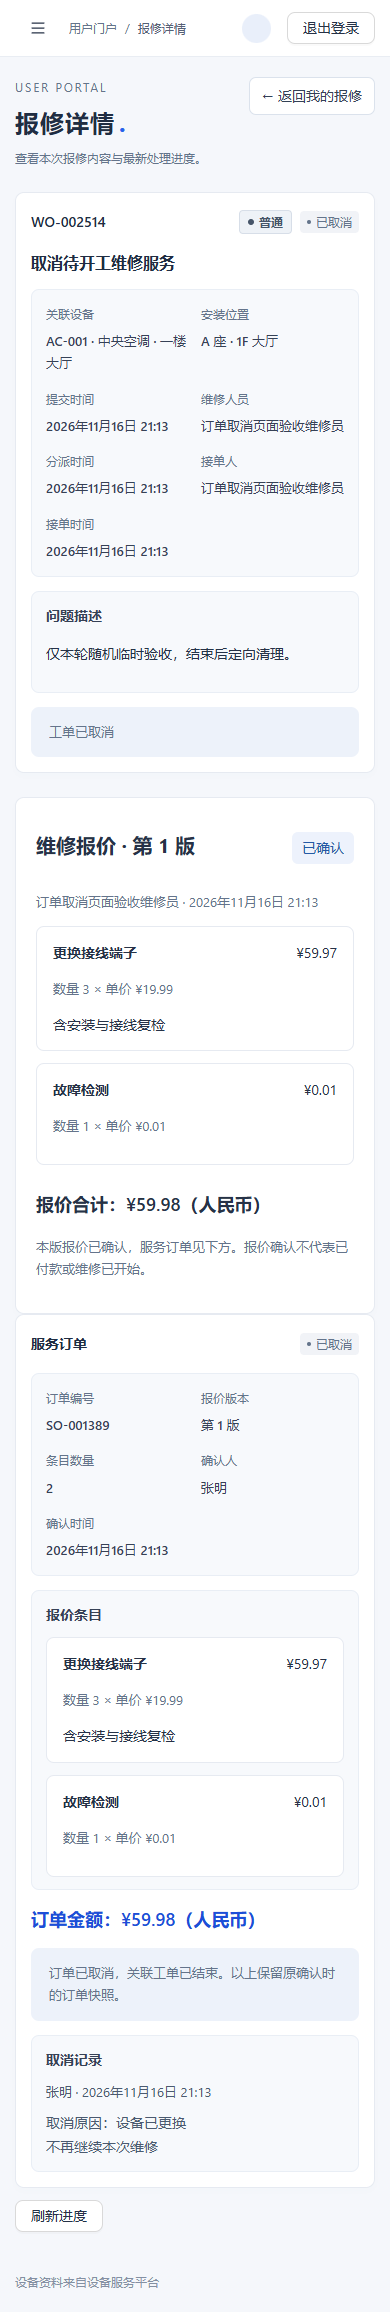 用户门户 / 报修详情
退出登录
USER PORTAL
← 返回我的报修
报修详情.
查看本次报修内容与最新处理进度。
WO-002514
普通
已取消
取消待开工维修服务
关联设备
安装位置
AC-001 · 中央空调 · 一楼
大厅
A 座 · 1F 大厅
提交时间
维修人员
2026年11月16日 21:13
订单取消页面验收维修员
分派时间
接单人
2026年11月16日 21:13
订单取消页面验收维修员
接单时间
2026年11月16日 21:13
问题描述
仅本轮随机临时验收，结束后定向清理。
工单已取消
维修报价 · 第 1 版
已确认
订单取消页面验收维修员 · 2026年11月16日 21:13
更换接线端子
¥59.97
数量 3 × 单价 ¥19.99
含安装与接线复检
故障检测
¥0.01
数量 1 × 单价 ¥0.01
报价合计：¥59.98（人民币）
本版报价已确认，服务订单见下方。报价确认不代表已
付款或维修已开始。
服务订单
已取消
订单编号
报价版本
SO-001389
第 1 版
条目数量
确认人
2
张明
确认时间
2026年11月16日 21:13
报价条目
更换接线端子
¥59.97
数量 3 × 单价 ¥19.99
含安装与接线复检
故障检测
¥0.01
数量 1 × 单价 ¥0.01
订单金额：¥59.98（人民币）
订单已取消，关联工单已结束。以上保留原确认时
的订单快照。
取消记录
张明 · 2026年11月16日 21:13
取消原因：设备已更换
不再继续本次维修
刷新进度
设备资料来自设备服务平台